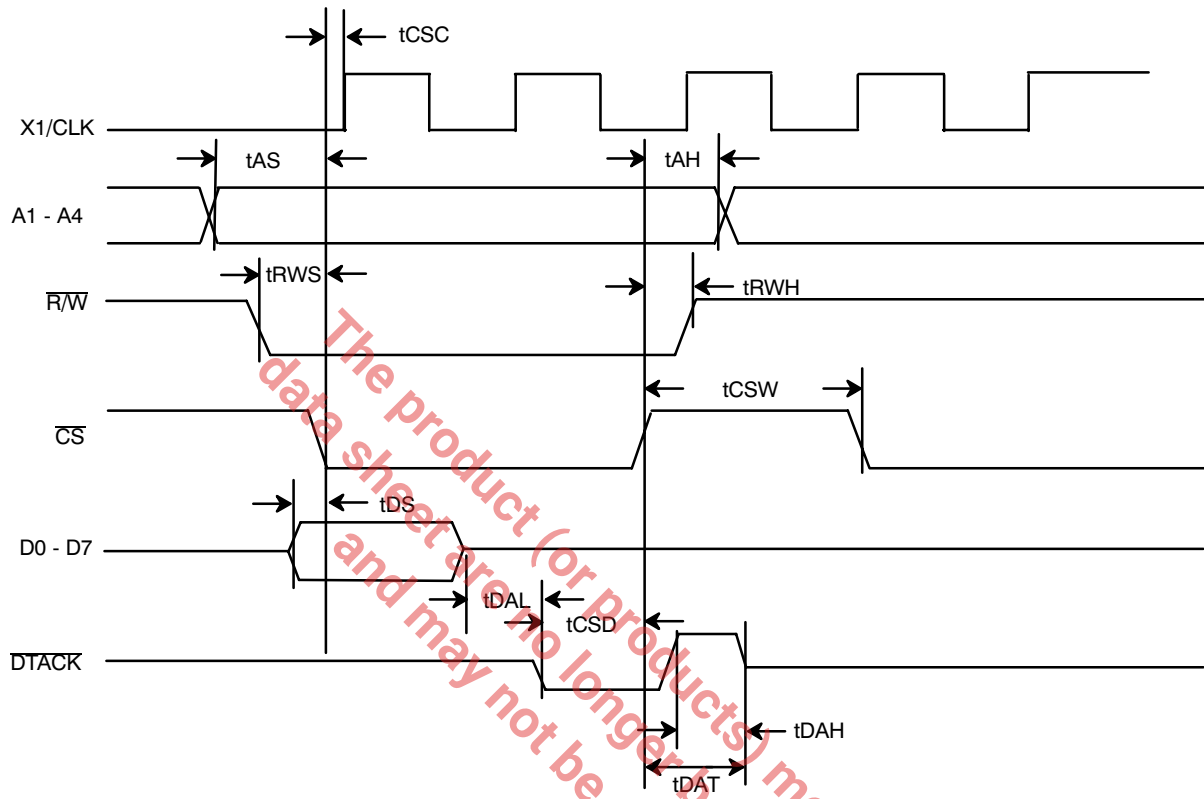 tCSC
X1/CLK
tAS
tAH
A1 - A4
tRWS
R/W
tRWH
tCSW
CS
tDS
D0 - D7
tDAL
tCSD
DTACK
tDAH
tDAT
The product (or products) m
data sheet are no longer
and may not be